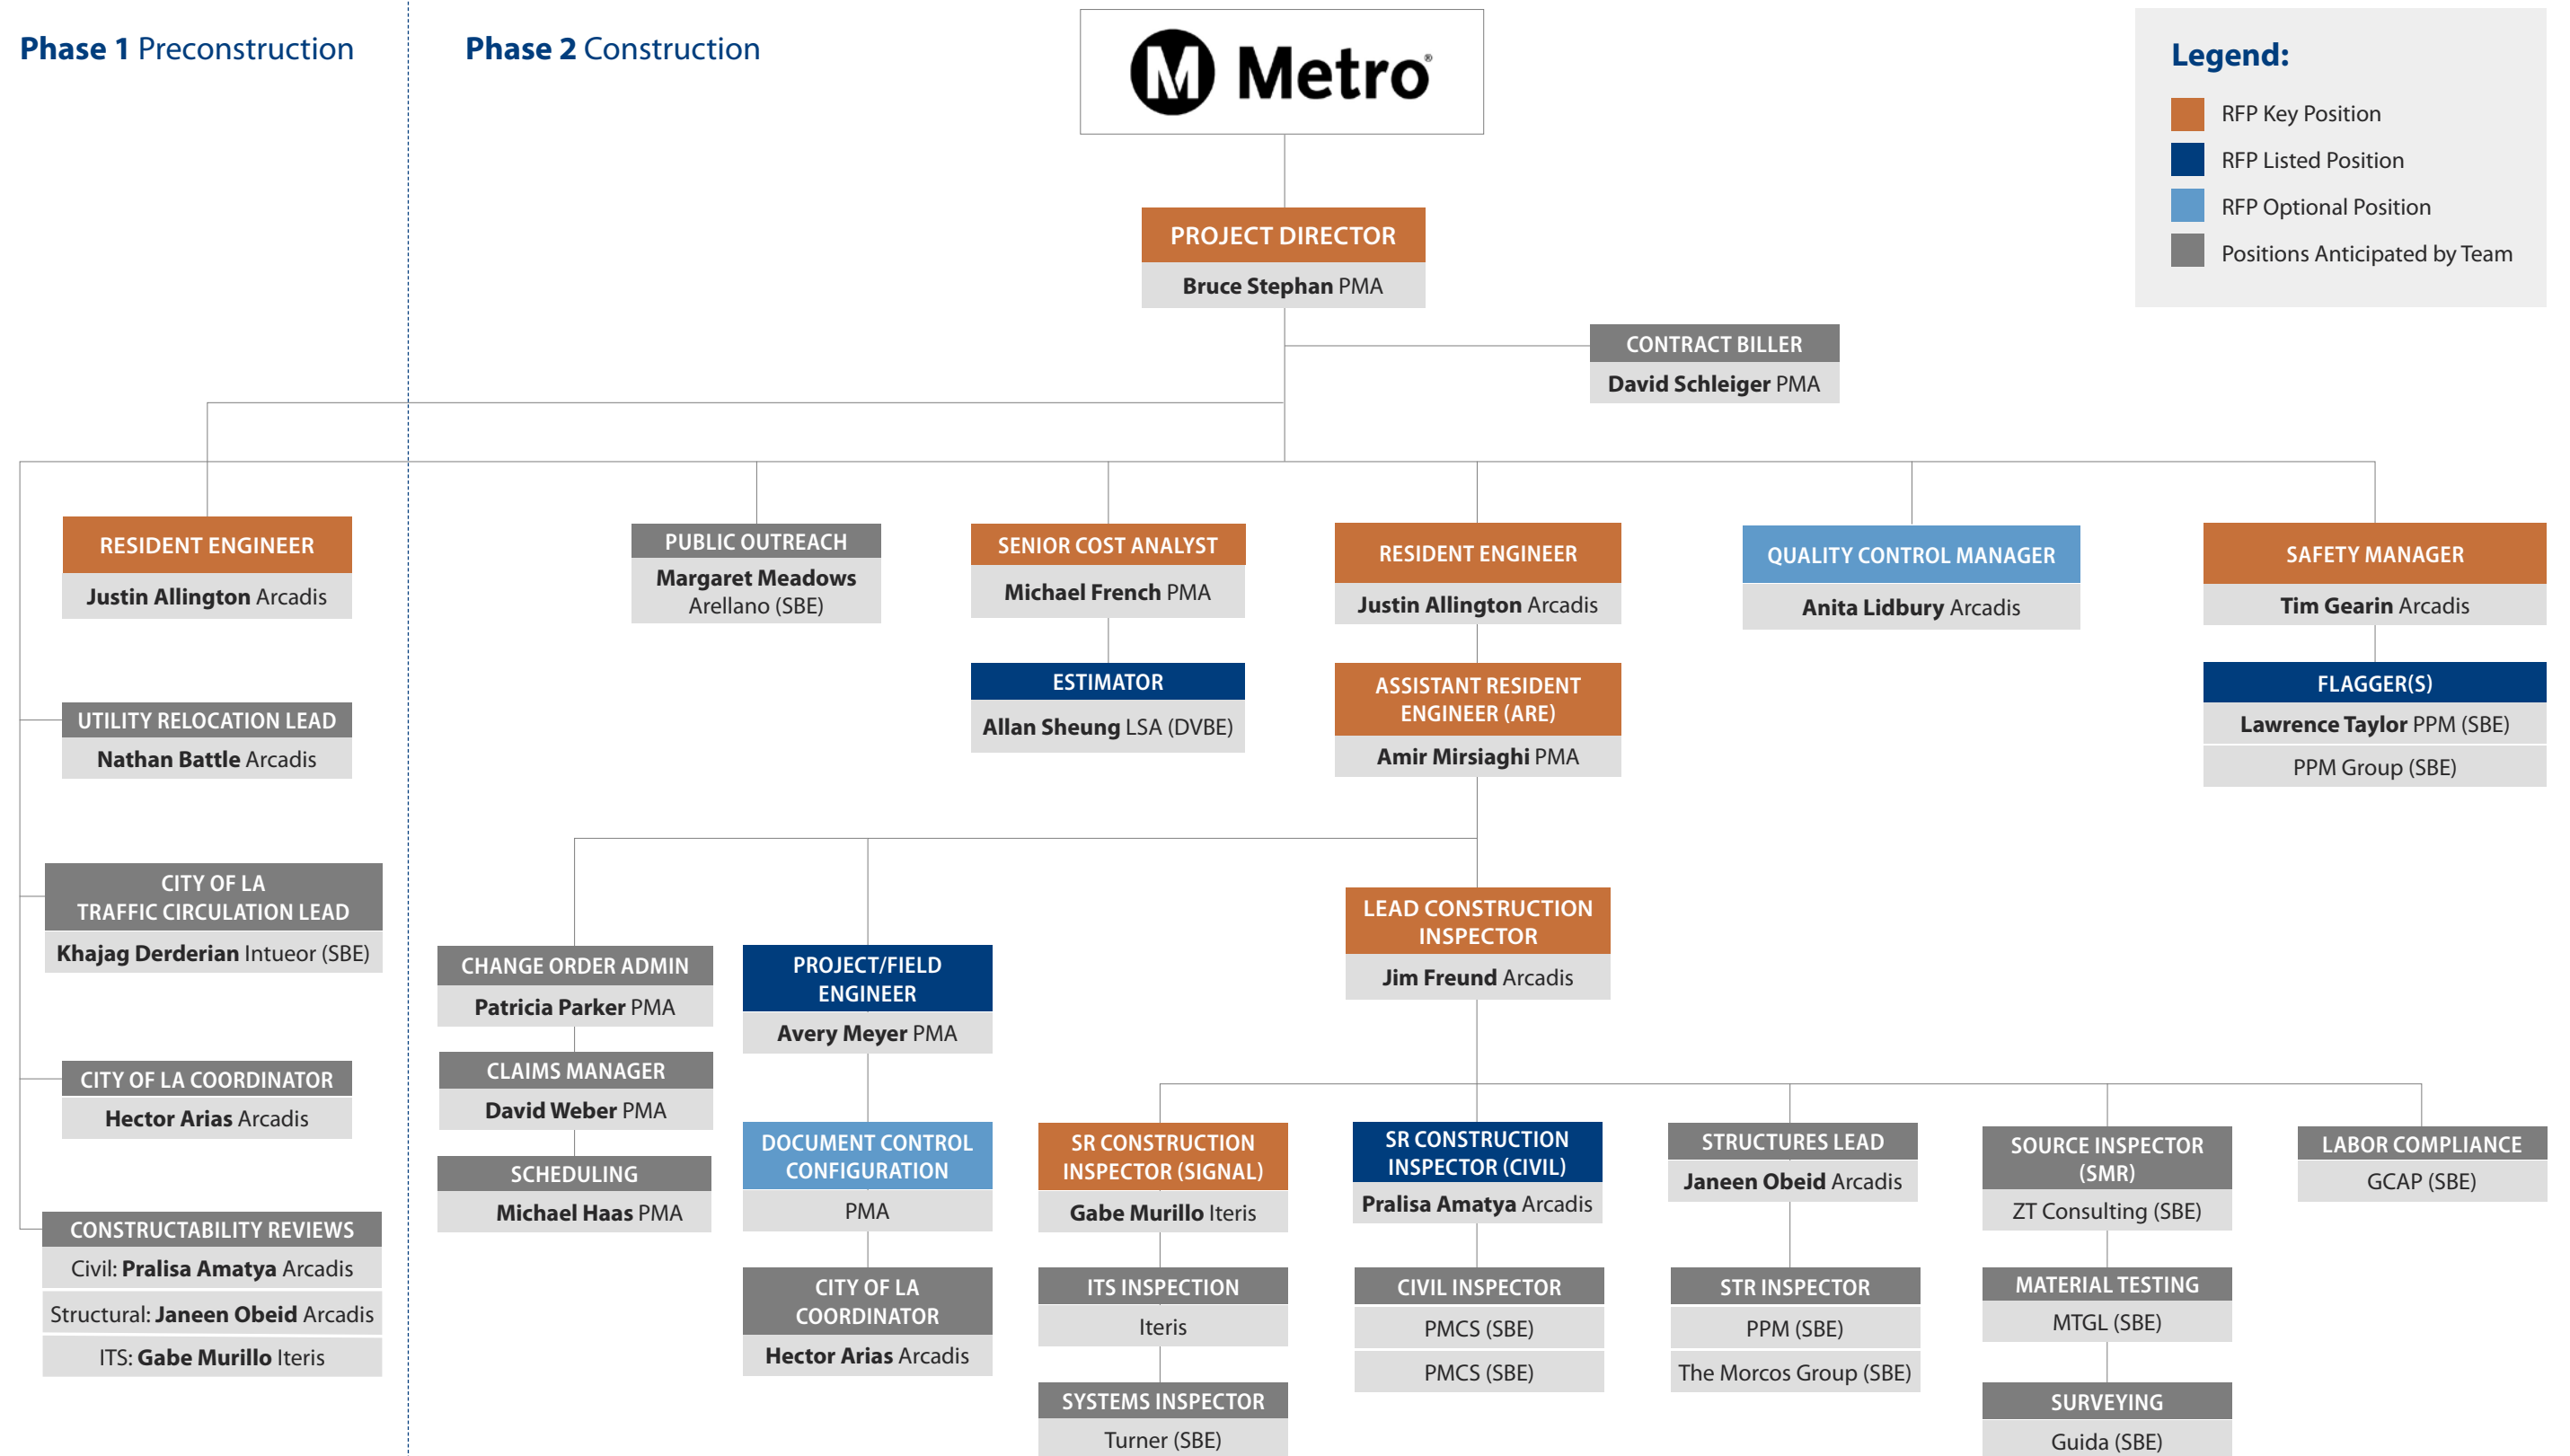 Phase 1 Preconstruction
Phase 2 Construction
M Metro®
Legend:
RFP Key Position
RFP Listed Position
RFP Optional Position
Positions Anticipated by Team
PROJECT DIRECTOR
Bruce Stephan PMA
CONTRACT BILLER
David Schleiger PMA
RESIDENT ENGINEER
Justin Allington Arcadis
UTILITY RELOCATION LEAD
Nathan Battle Arcadis
CITY OF LA
TRAFFIC CIRCULATION LEAD
Khajag Derderian Intueor (SBE)
CITY OF LA COORDINATOR
Hector Arias Arcadis
CONSTRUCTABILITY REVIEWS
Civil: Pralisa Amatya Arcadis
Structural: Janeen Obeid Arcadis
ITS: Gabe Murillo Iteris
PUBLIC OUTREACH
Margaret Meadows
Arellano (SBE)
SENIOR COST ANALYST
Michael French PMA
ESTIMATOR
Allan Sheung LSA (DVBE)
RESIDENT ENGINEER
Justin Allington Arcadis
ASSISTANT RESIDENT
ENGINEER (ARE)
Amir Mirsiaghi PMA
QUALITY CONTROL MANAGER
Anita Lidbury Arcadis
SAFETY MANAGER
Tim Gearin Arcadis
FLAGGER(S)
Lawrence Taylor PPM (SBE)
PPM Group (SBE)
CHANGE ORDER ADMIN
Patricia Parker PMA
CLAIMS MANAGER
David Weber PMA
SCHEDULING
Michael Haas PMA
PROJECT/FIELD
ENGINEER
Avery Meyer PMA
DOCUMENT CONTROL
CONFIGURATION
PMA
CITY OF LA
COORDINATOR
Hector Arias Arcadis
LEAD CONSTRUCTION
INSPECTOR
Jim Freund Arcadis
SR CONSTRUCTION
INSPECTOR (SIGNAL)
Gabe Murillo Iteris
ITS INSPECTION
Iteris
SYSTEMS INSPECTOR
Turner (SBE)
SR CONSTRUCTION
INSPECTOR (CIVIL)
Pralisa Amatya Arcadis
CIVIL INSPECTOR
PMCS (SBE)
PMCS (SBE)
STRUCTURES LEAD
Janeen Obeid Arcadis
STR INSPECTOR
PPM (SBE)
The Morcos Group (SBE)
SOURCE INSPECTOR
(SMR)
ZT Consulting (SBE)
MATERIAL TESTING
MTGL (SBE)
SURVEYING
Guida (SBE)
LABOR COMPLIANCE
GCAP (SBE)